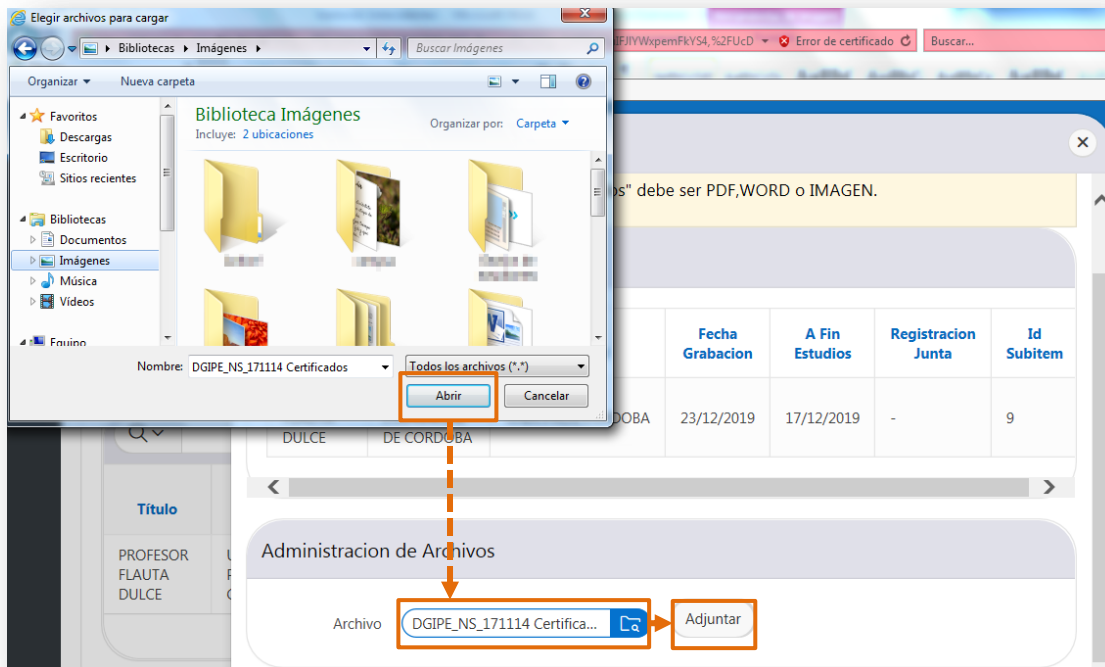 Elegir archivos para cargar
Bibliotecas Imágenes
Buscar Imágenes
Error de certificado
Buscar...
Organizar
Nueva carpeta
Favoritos
Descargas
Escritorio
Sitios recientes
Bibliotecas
Documentos
Imágenes
Música
Vídeos
Equipo
Biblioteca Imágenes
Incluye: 2 ubicaciones
Organizar por: Carpeta
Nombre: DGIPE_NS_171114 Certificados
Todos los archivos (*.*)
Abrir
Cancelar
os" debe ser PDF,WORD o IMAGEN.
Fecha Grabacion
A Fin Estudios
Registracion Junta
Id Subitem
DULCE
DE CORDOBA
DOBA
23/12/2019
17/12/2019
-
9
Título
PROFESOR
FLAUTA
DULCE
Administracion de Archivos
Archivo
DGIPE_NS_171114 Certifica...
Adjuntar